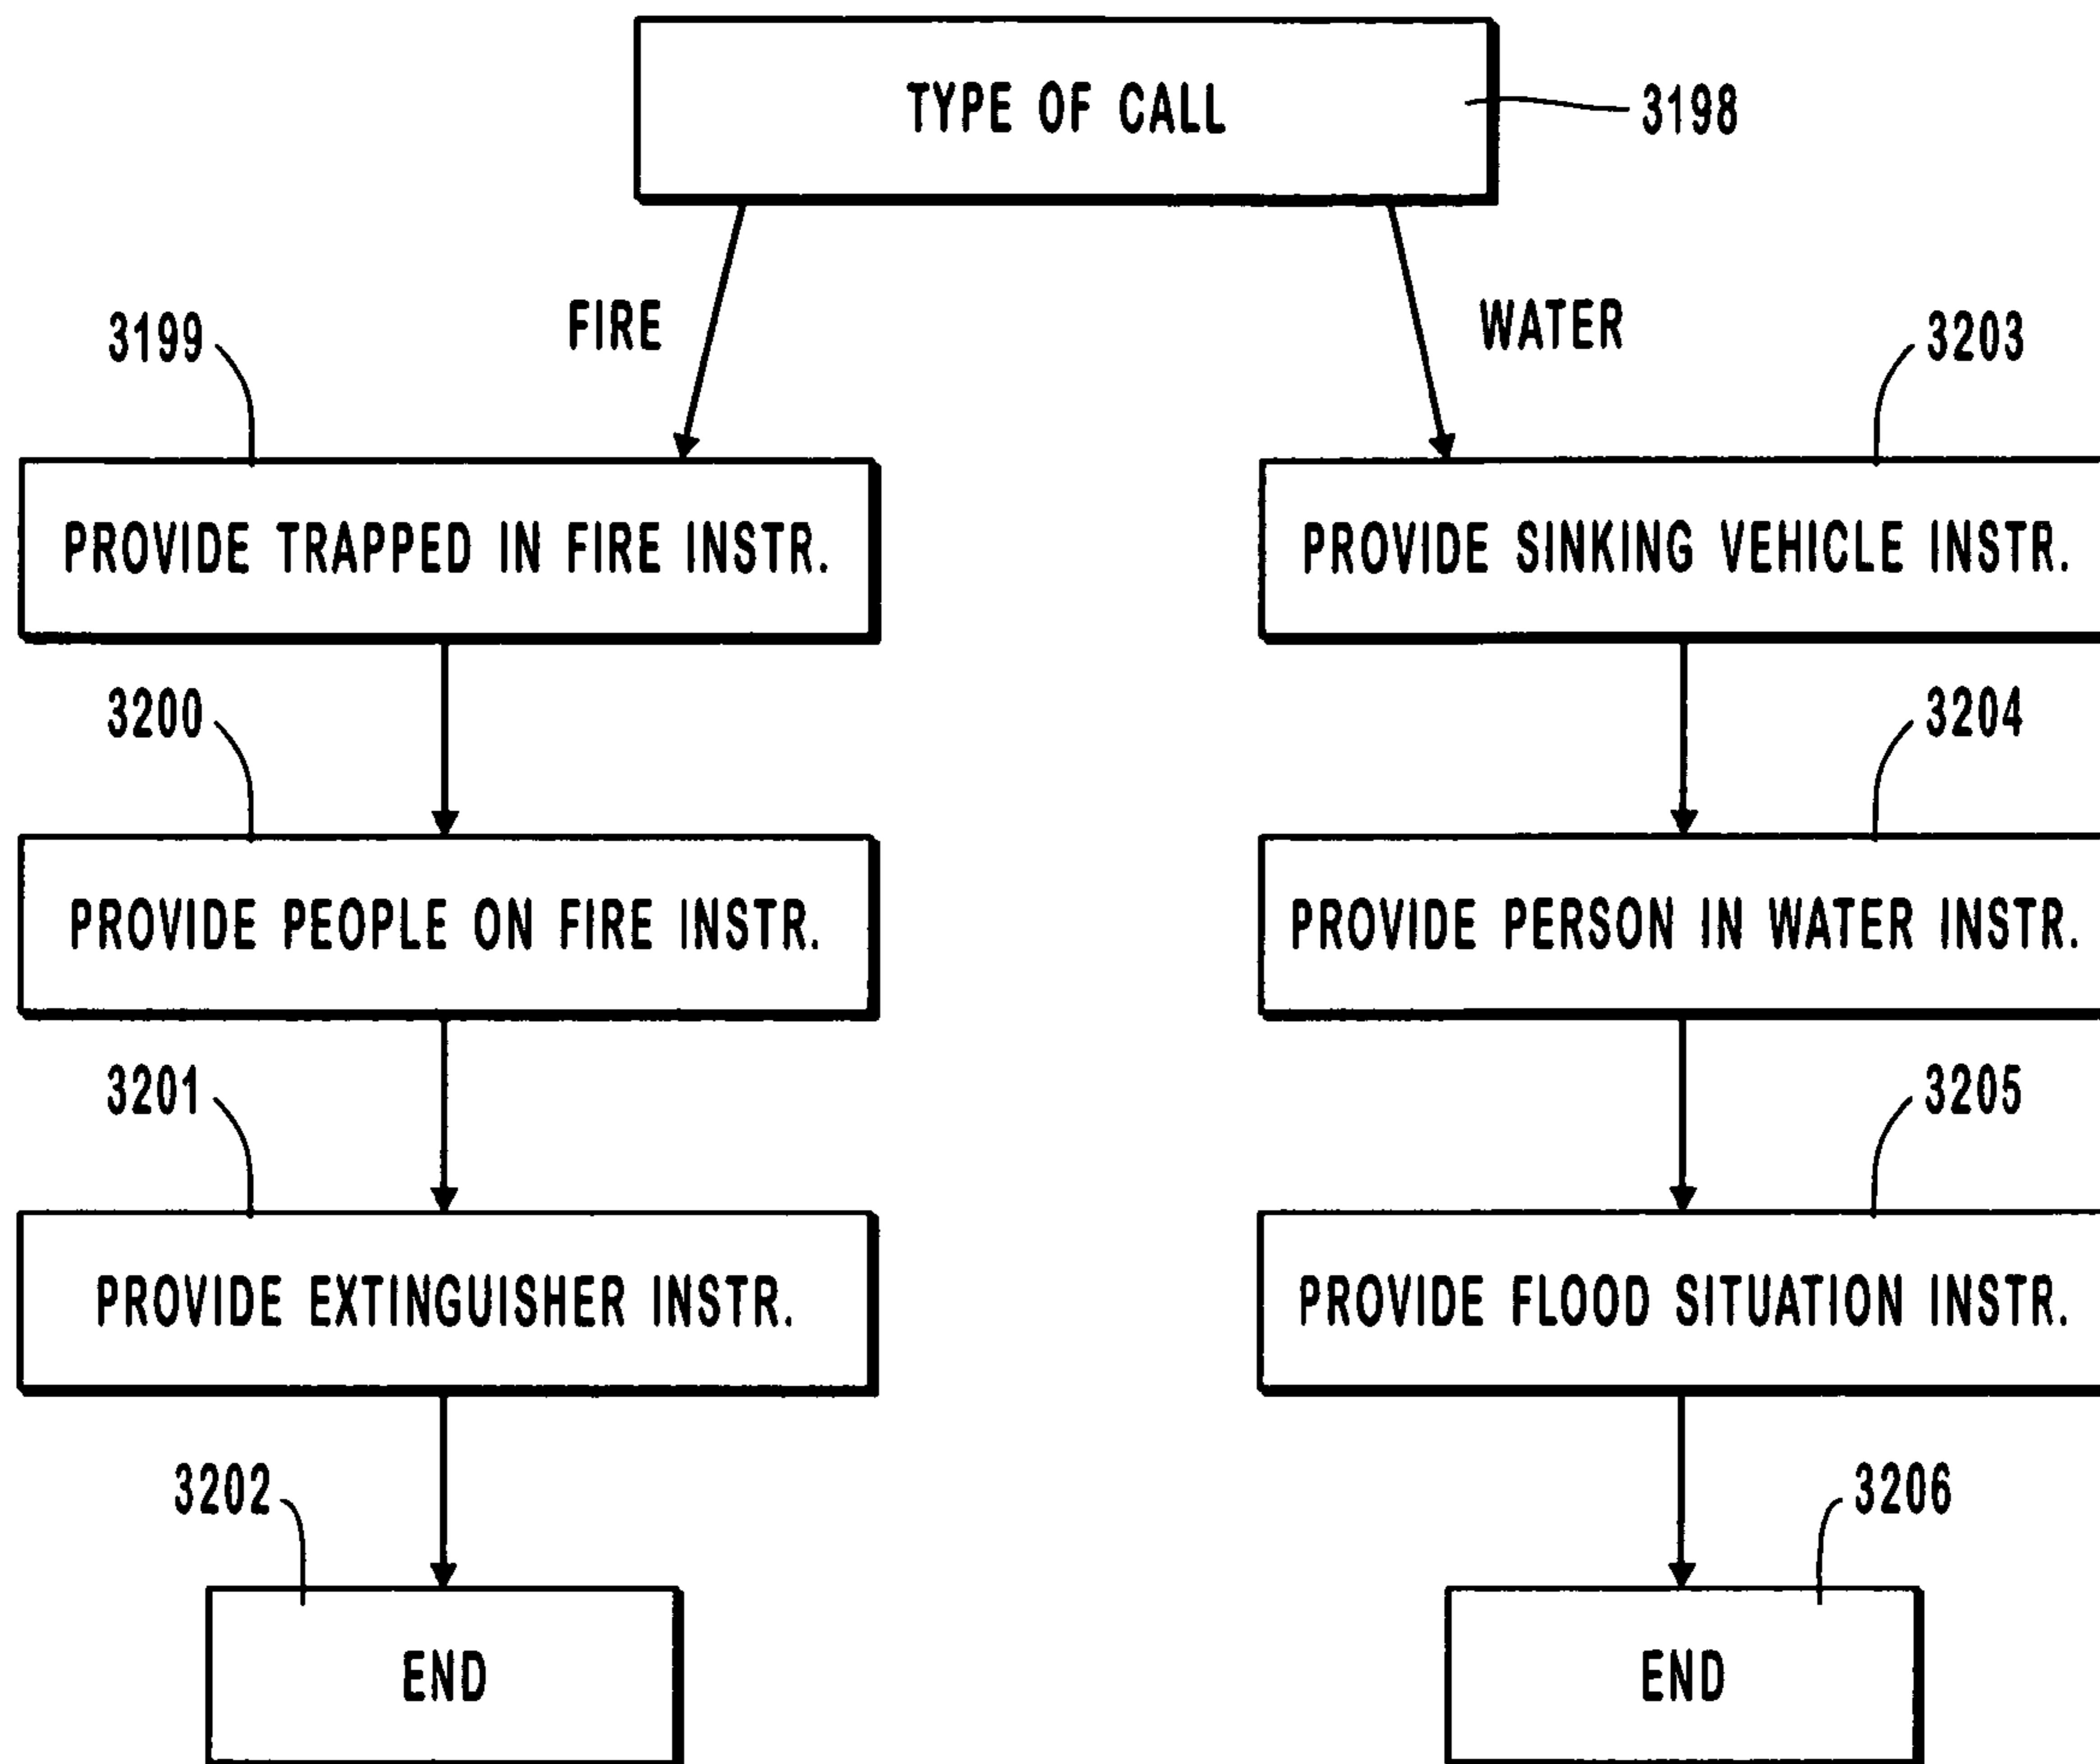 TYPE OF CALL
3198
FIRE
WATER
3199
3203
PROVIDE TRAPPED IN FIRE INSTR.
PROVIDE SINKING VEHICLE INSTR.
3200
3204
PROVIDE PEOPLE ON FIRE INSTR.
PROVIDE PERSON IN WATER INSTR.
3201
3205
PROVIDE EXTINGUISHER INSTR.
PROVIDE FLOOD SITUATION INSTR.
3202
3206
END
END